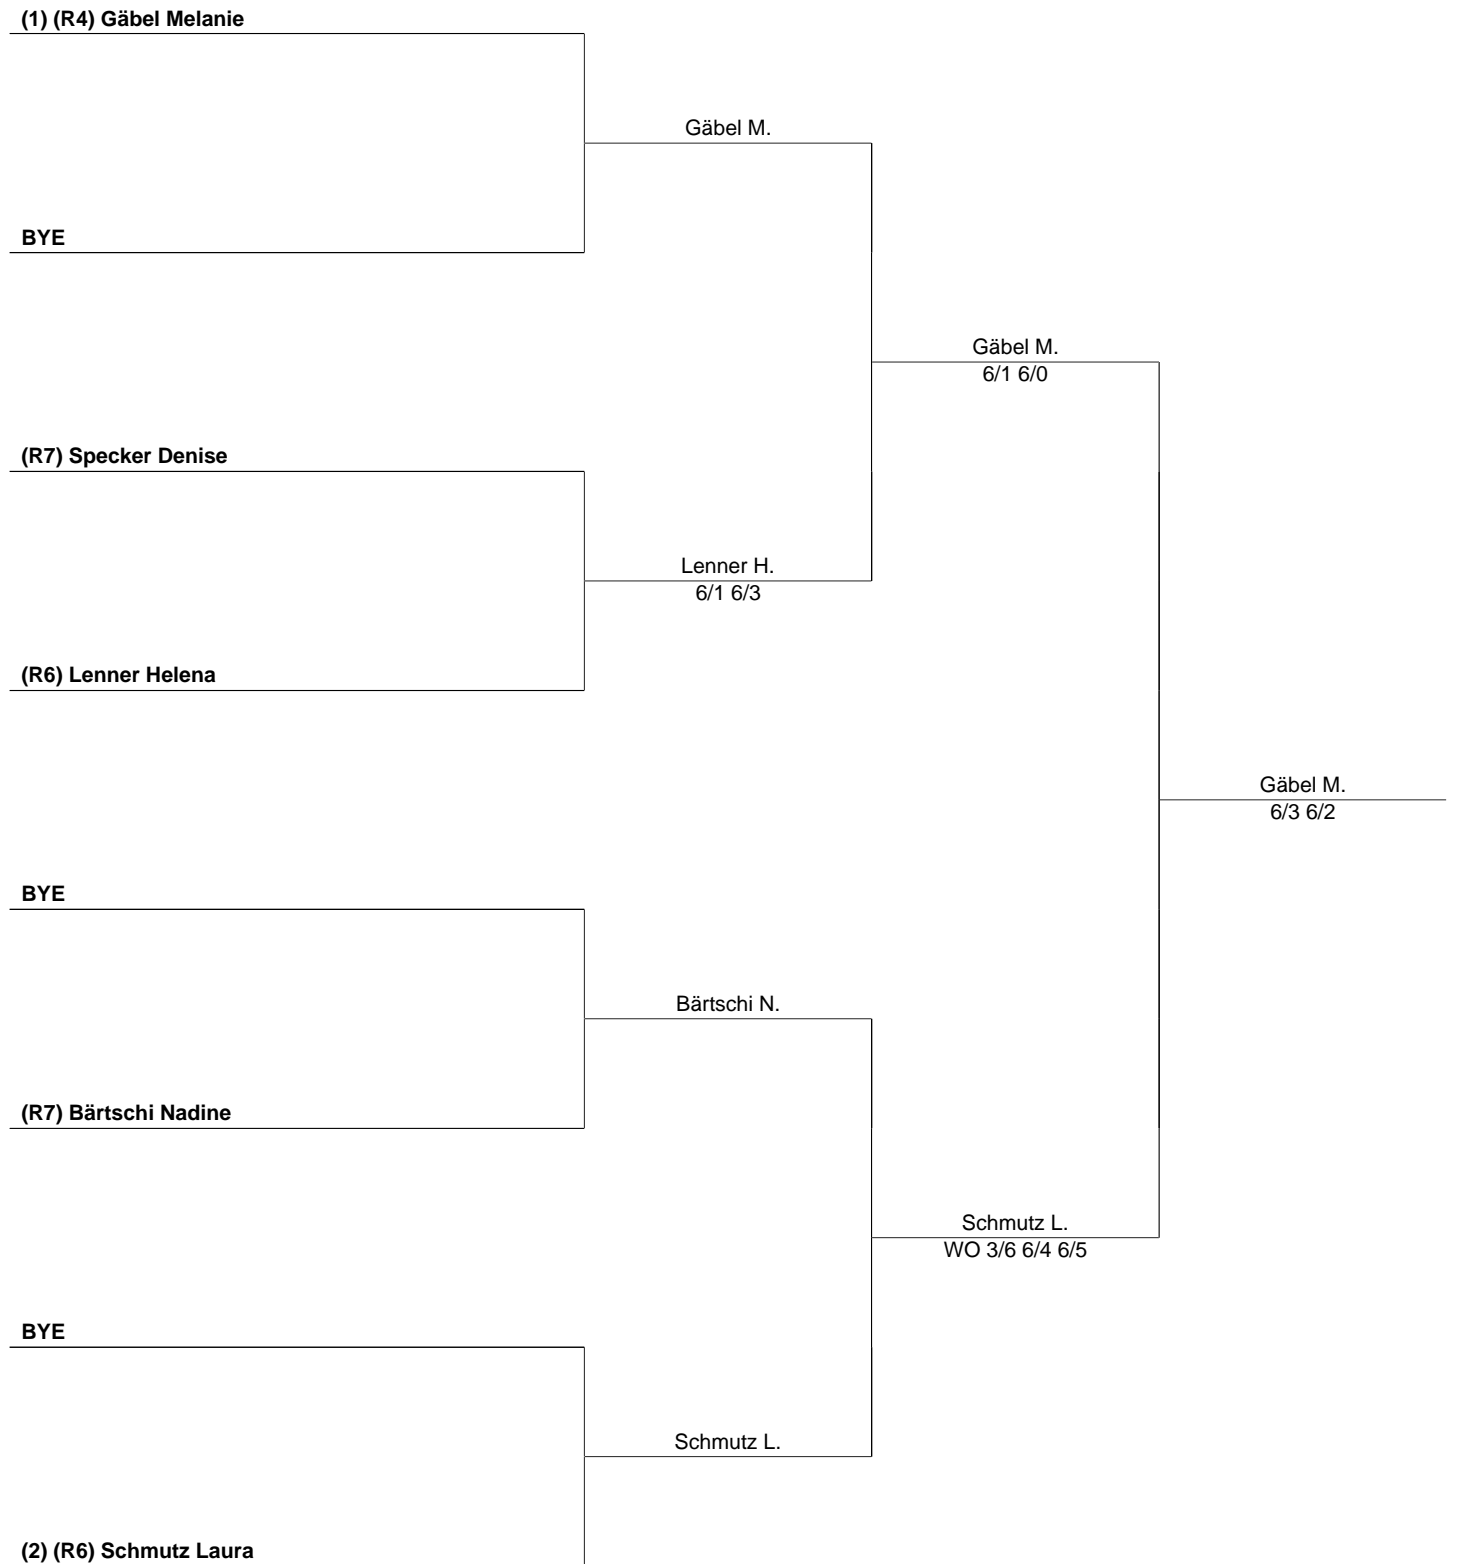 (1) (R4) Gäbel Melanie
Gäbel M.
BYE
Gäbel M.
6/1 6/0
(R7) Specker Denise
Lenner H.
6/1 6/3
(R6) Lenner Helena
Gäbel M.
6/3 6/2
BYE
Bärtschi N.
(R7) Bärtschi Nadine
Schmutz L.
WO 3/6 6/4 6/5
BYE
Schmutz L.
(2) (R6) Schmutz Laura